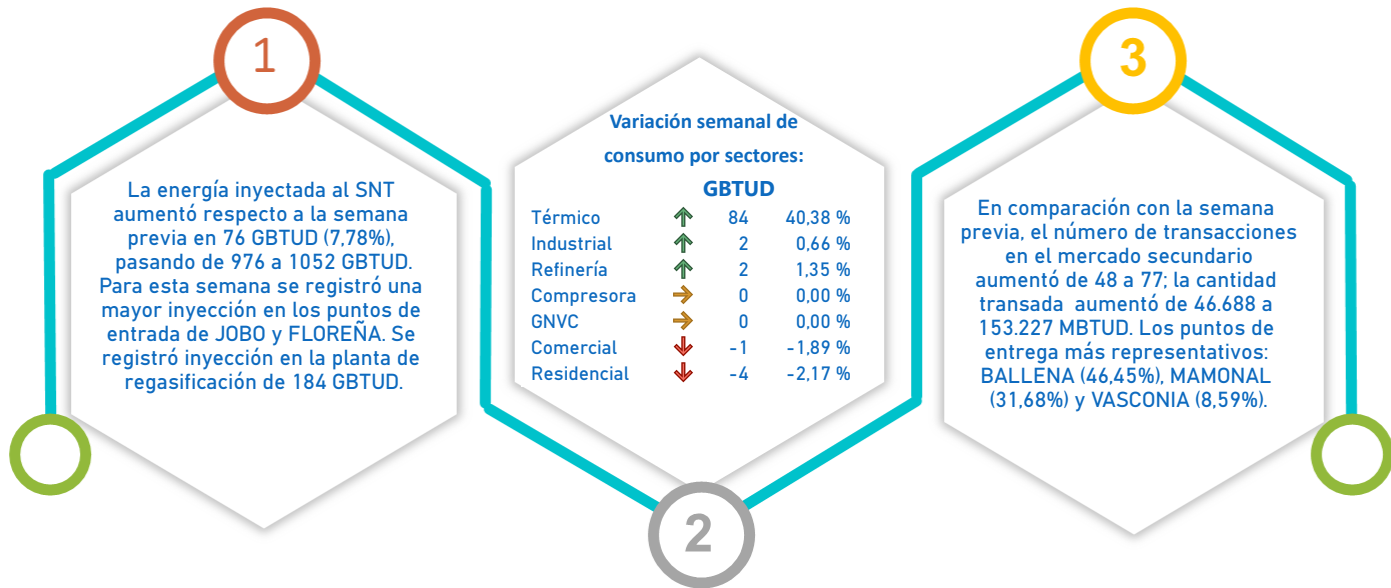 1
La energía inyectada al SNT
aumentó respecto a la semana
previa en 76 GBTUD (7,78%),
pasando de 976 a 1052 GBTUD.
Para esta semana se registró una
mayor inyección en los puntos de
entrada de JOBO y FLOREÑA. Se
registró inyección en la planta de
regasificación de 184 GBTUD.
Variación semanal de
consumo por sectores:
GBTUD
Térmico 84 40,38 %
Industrial 2 0,66 %
Refinería 2 1,35 %
Compresora 0 0,00 %
GNVC 0 0,00 %
Comercial -1 -1,89 %
Residencial -4 -2,17 %
2
3
En comparación con la semana
previa, el número de transacciones
en el mercado secundario
aumentó de 48 a 77; la cantidad
transada aumentó de 46.688 a
153.227 MBTUD. Los puntos de
entrega más representativos:
BALLENA (46,45%), MAMONAL
(31,68%) y VASCONIA (8,59%).